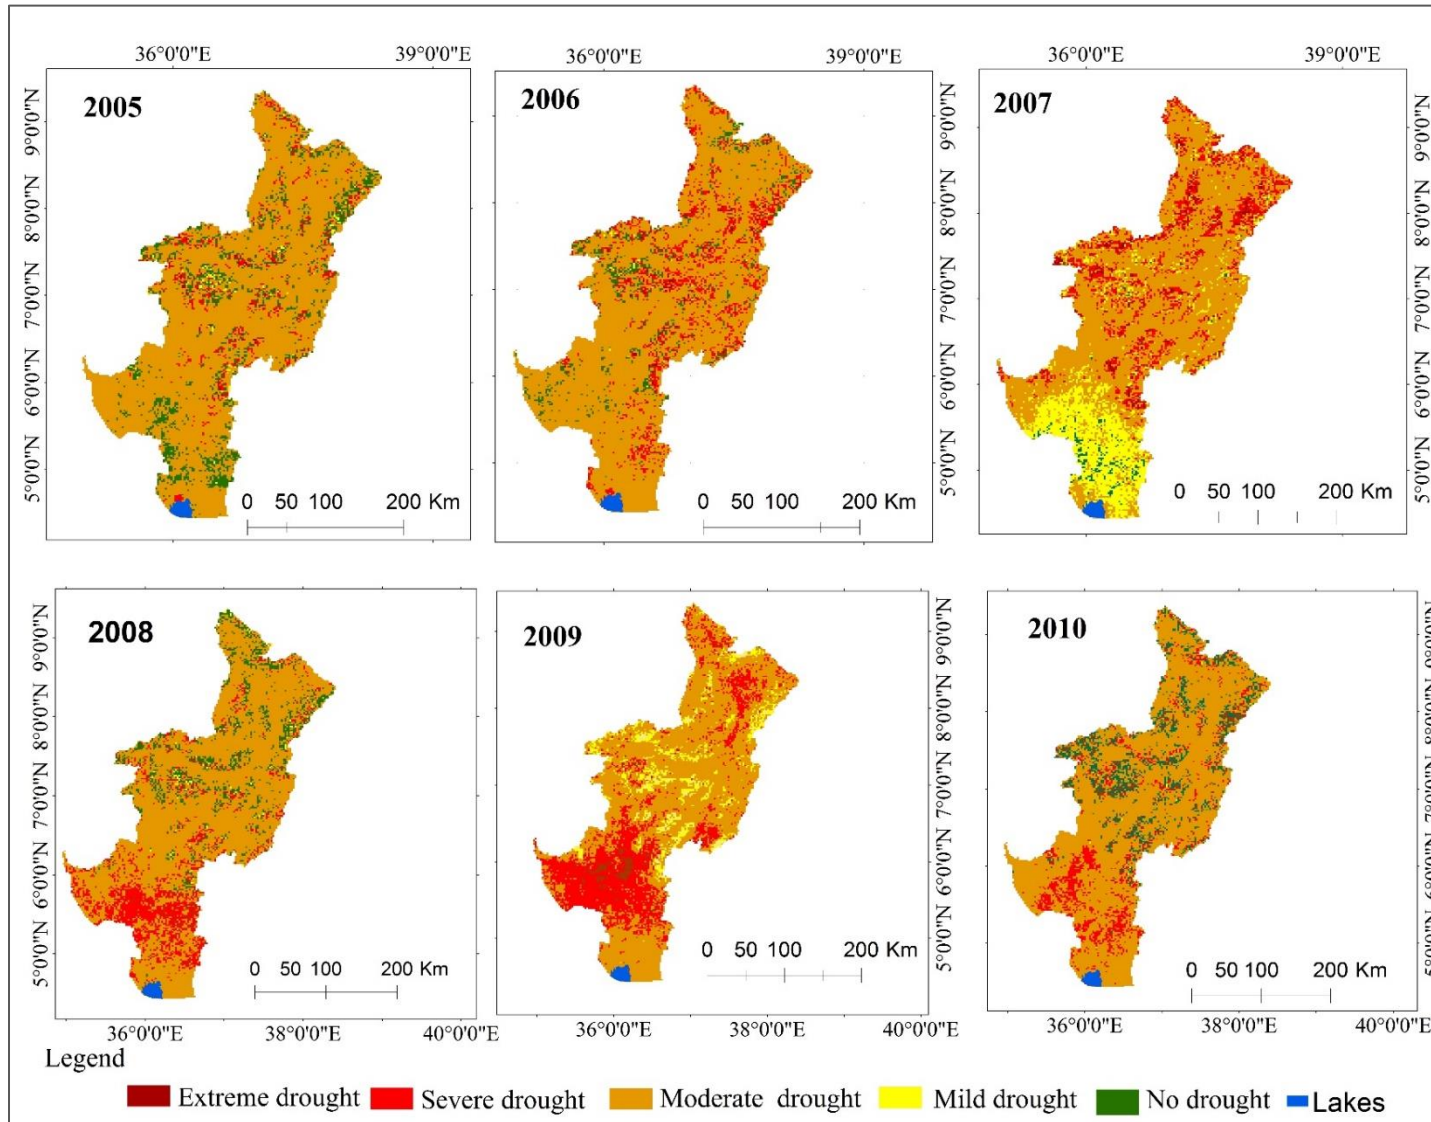 36°0'0"E 39°0'0"E 36°0'0"E 39°0'0"E 36°0'0"E 39°0'0"E
2005 2006 2007
9°0'0"N 9°0'0"N 9°0'0"N
8°0'0"N 8°0'0"N 8°0'0"N
7°0'0"N 7°0'0"N 7°0'0"N
6°0'0"N 6°0'0"N 6°0'0"N
5°0'0"N 5°0'0"N 5°0'0"N
0 50 100 200 Km 0 50 100 200 Km 0 50 100 200 Km
2008 2009 2010
9°0'0"N 9°0'0"N
8°0'0"N 8°0'0"N
7°0'0"N 7°0'0"N
6°0'0"N 6°0'0"N
5°0'0"N 5°0'0"N
0 50 100 200 Km 0 50 100 200 Km 0 50 100 200 Km
36°0'0"E 38°0'0"E 40°0'0"E 36°0'0"E 38°0'0"E 40°0'0"E 36°0'0"E 38°0'0"E 40°0'0"E
Legend
Extreme drought Severe drought Moderate drought Mild drought No drought Lakes